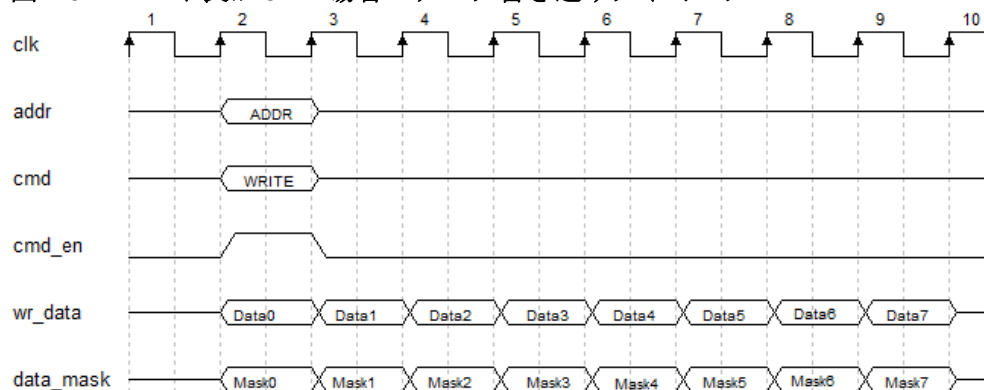 1 2 3 4 5 6 7 8 9 10
clk
addr ADDR
cmd WRITE
cmd_en
wr_data Data0 Data1 Data2 Data3 Data4 Data5 Data6 Data7
data_mask Mask0 Mask1 Mask2 Mask3 Mask4 Mask5 Mask6 Mask7